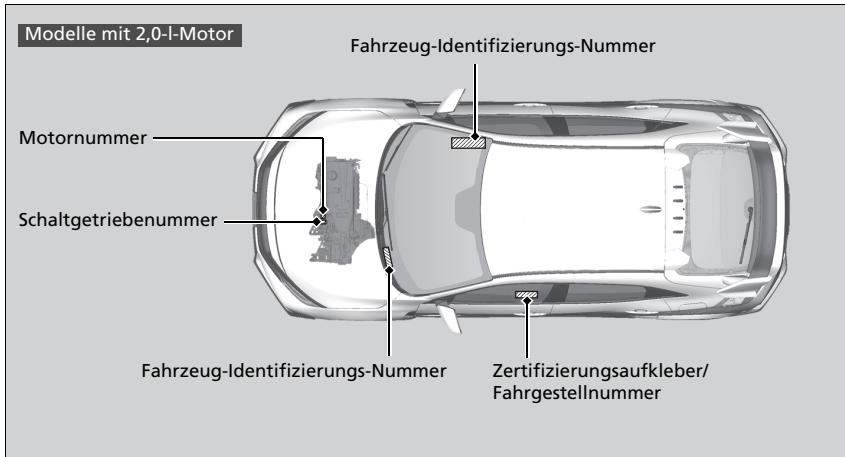 Modelle mit 2,0-l-Motor
Fahrzeug-Identifizierungs-Nummer
Motornummer
Schaltgetriebenummer
Fahrzeug-Identifizierungs-Nummer
Zertifizierungsaufkleber/
Fahrgestellnummer